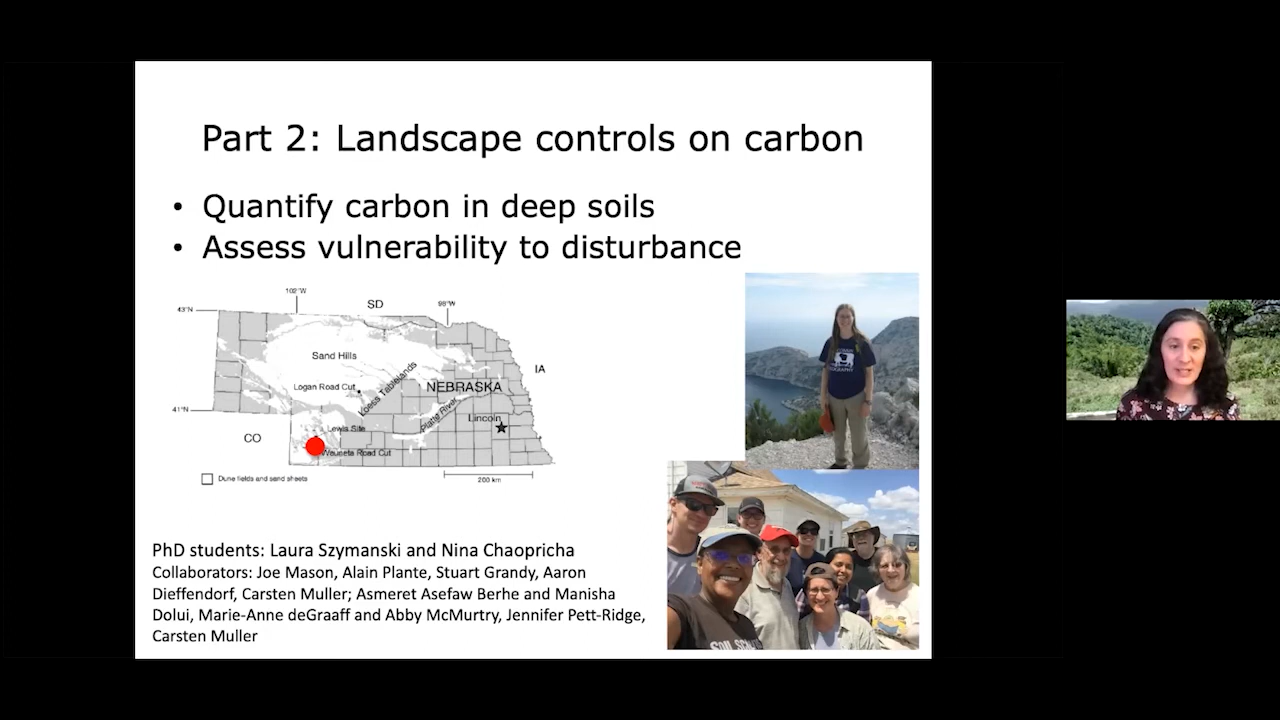 Part 2: Landscape controls on carbon
• Quantify carbon in deep soils
• Assess vulnerability to disturbance
102°W
SD
98°W
43°N
Sand Hills
IA
Logan Road Cut
Loess Tablelands
NEBRASKA
41°N
Platte River
Lincoln
CO
Lewis Site
Wauneta Road Cut
Dune fields and sand sheets
200 km
PhD students: Laura Szymanski and Nina Chaopricha
Collaborators: Joe Mason, Alain Plante, Stuart Grandy, Aaron
Dieffendorf, Carsten Muller; Asmeret Asefaw Berhe and Manisha
Dolui, Marie-Anne deGraaff and Abby McMurtry, Jennifer Pett-Ridge,
Carsten Muller